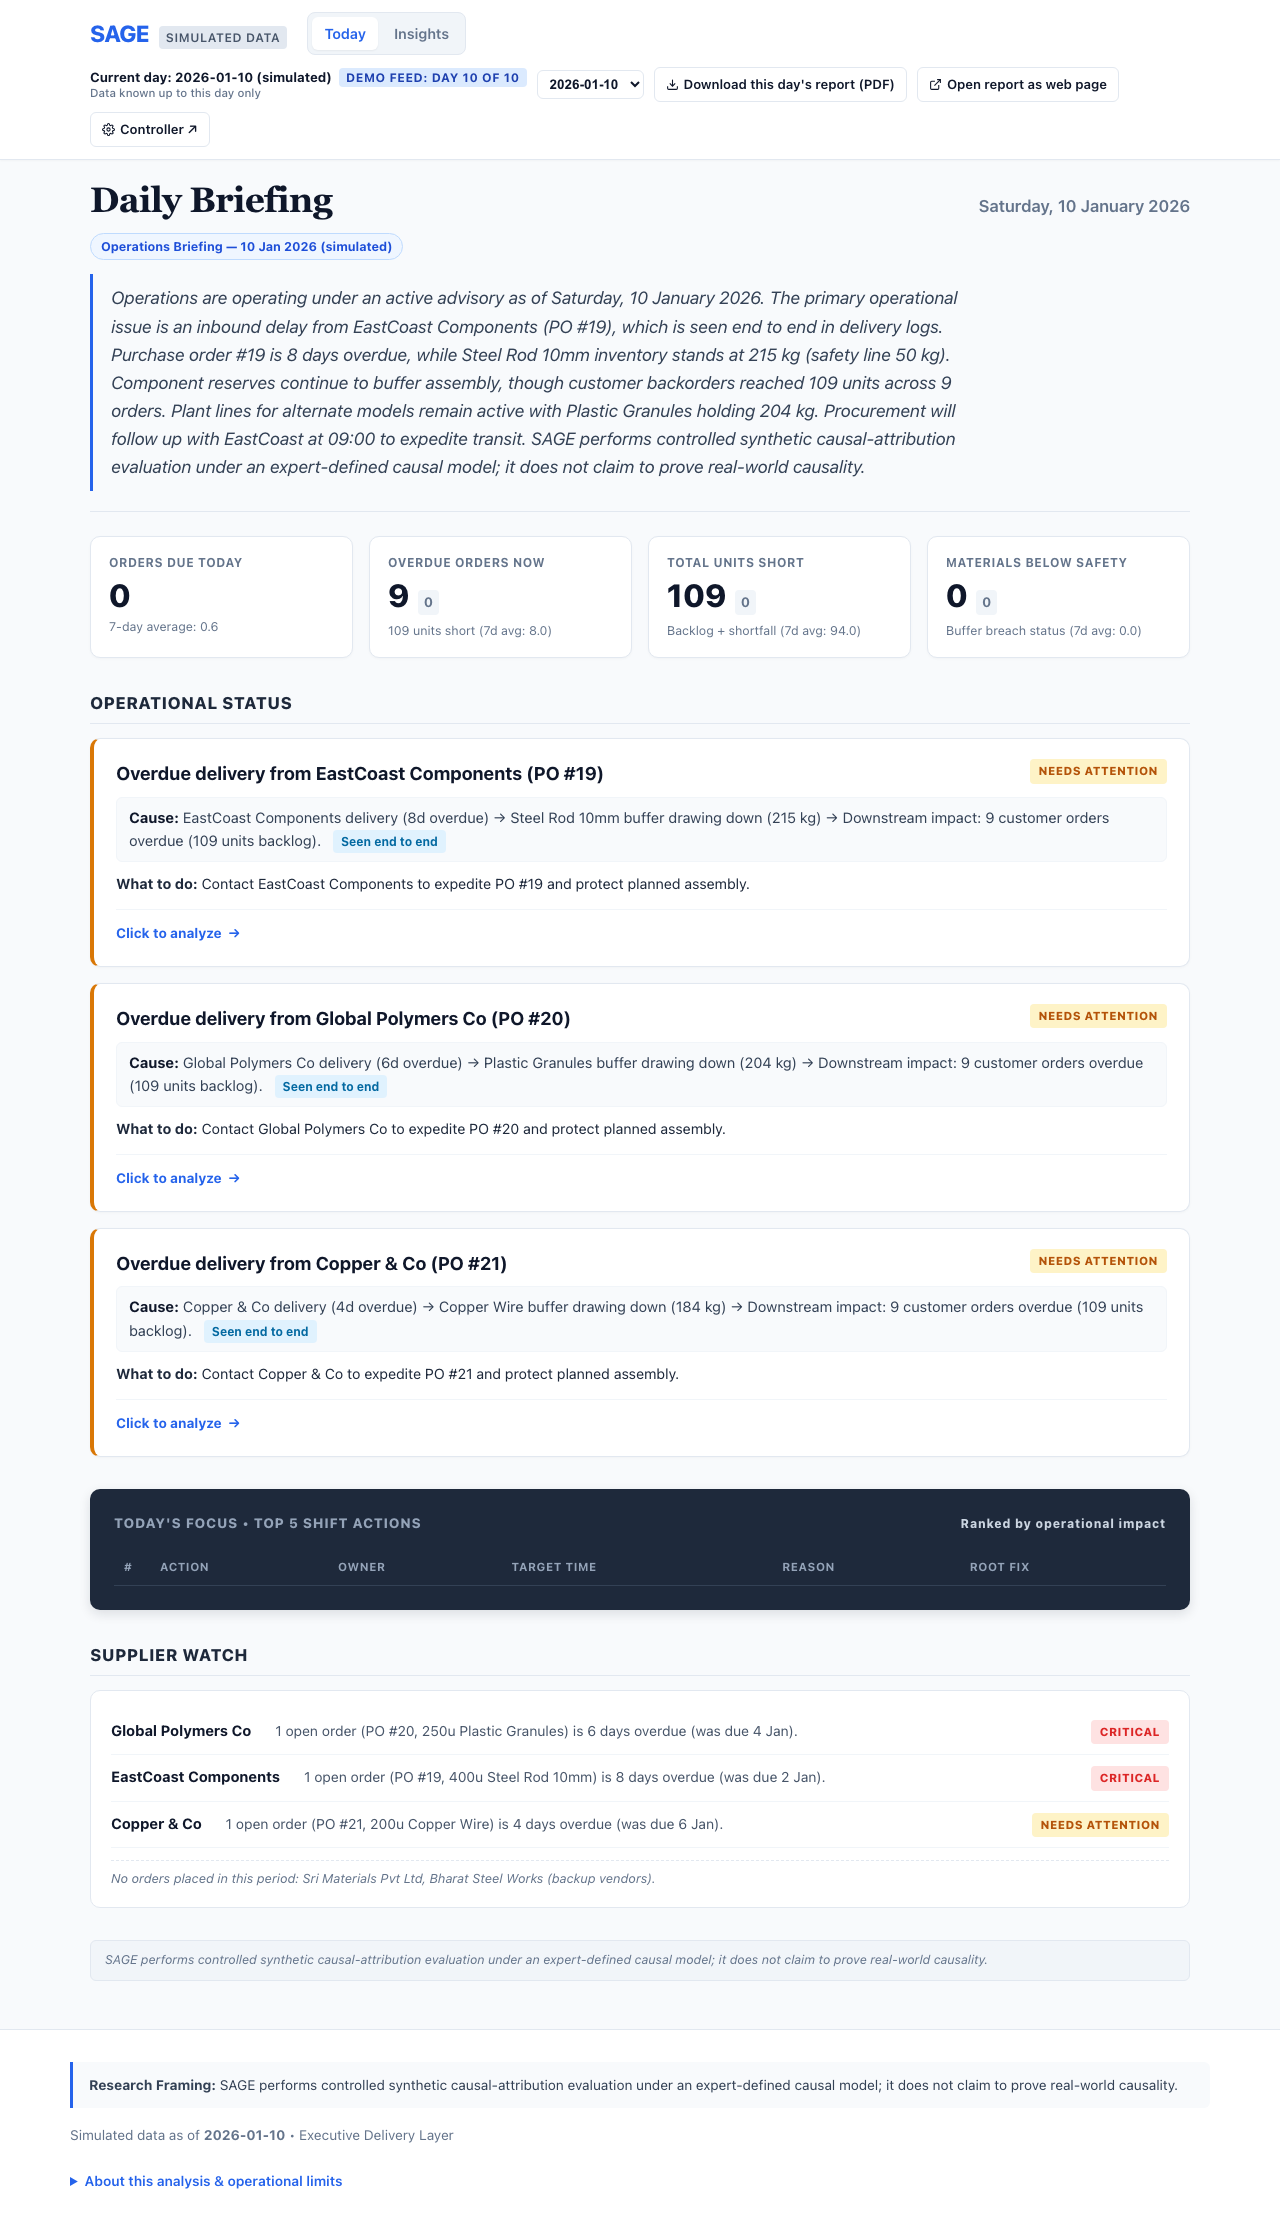 SAGE SIMULATED DATA Today Insights
Current day: 2026-01-10 (simulated) DEMO FEED: DAY 10 OF 10 2026-01-10 Download this day's report (PDF) Open report as web page
Data known up to this day only
Controller ↗
Daily Briefing Saturday, 10 January 2026
Operations Briefing — 10 Jan 2026 (simulated)
Operations are operating under an active advisory as of Saturday, 10 January 2026. The primary operational
issue is an inbound delay from EastCoast Components (PO #19), which is seen end to end in delivery logs.
Purchase order #19 is 8 days overdue, while Steel Rod 10mm inventory stands at 215 kg (safety line 50 kg).
Component reserves continue to buffer assembly, though customer backorders reached 109 units across 9
orders. Plant lines for alternate models remain active with Plastic Granules holding 204 kg. Procurement will
follow up with EastCoast at 09:00 to expedite transit. SAGE performs controlled synthetic causal-attribution
evaluation under an expert-defined causal model; it does not claim to prove real-world causality.
ORDERS DUE TODAY
0
7-day average: 0.6
OVERDUE ORDERS NOW
9 0
109 units short (7d avg: 8.0)
TOTAL UNITS SHORT
109 0
Backlog + shortfall (7d avg: 94.0)
MATERIALS BELOW SAFETY
0 0
Buffer breach status (7d avg: 0.0)
OPERATIONAL STATUS
Overdue delivery from EastCoast Components (PO #19) NEEDS ATTENTION
Cause: EastCoast Components delivery (8d overdue) → Steel Rod 10mm buffer drawing down (215 kg) → Downstream impact: 9 customer orders
overdue (109 units backlog). Seen end to end
What to do: Contact EastCoast Components to expedite PO #19 and protect planned assembly.
Click to analyze →
Overdue delivery from Global Polymers Co (PO #20) NEEDS ATTENTION
Cause: Global Polymers Co delivery (6d overdue) → Plastic Granules buffer drawing down (204 kg) → Downstream impact: 9 customer orders overdue
(109 units backlog). Seen end to end
What to do: Contact Global Polymers Co to expedite PO #20 and protect planned assembly.
Click to analyze →
Overdue delivery from Copper & Co (PO #21) NEEDS ATTENTION
Cause: Copper & Co delivery (4d overdue) → Copper Wire buffer drawing down (184 kg) → Downstream impact: 9 customer orders overdue (109 units
backlog). Seen end to end
What to do: Contact Copper & Co to expedite PO #21 and protect planned assembly.
Click to analyze →
TODAY'S FOCUS • TOP 5 SHIFT ACTIONS Ranked by operational impact
# ACTION OWNER TARGET TIME REASON ROOT FIX
SUPPLIER WATCH
Global Polymers Co 1 open order (PO #20, 250u Plastic Granules) is 6 days overdue (was due 4 Jan). CRITICAL
EastCoast Components 1 open order (PO #19, 400u Steel Rod 10mm) is 8 days overdue (was due 2 Jan). CRITICAL
Copper & Co 1 open order (PO #21, 200u Copper Wire) is 4 days overdue (was due 6 Jan). NEEDS ATTENTION
No orders placed in this period: Sri Materials Pvt Ltd, Bharat Steel Works (backup vendors).
SAGE performs controlled synthetic causal-attribution evaluation under an expert-defined causal model; it does not claim to prove real-world causality.
Research Framing: SAGE performs controlled synthetic causal-attribution evaluation under an expert-defined causal model; it does not claim to prove real-world causality.
Simulated data as of 2026-01-10 • Executive Delivery Layer
▶ About this analysis & operational limits